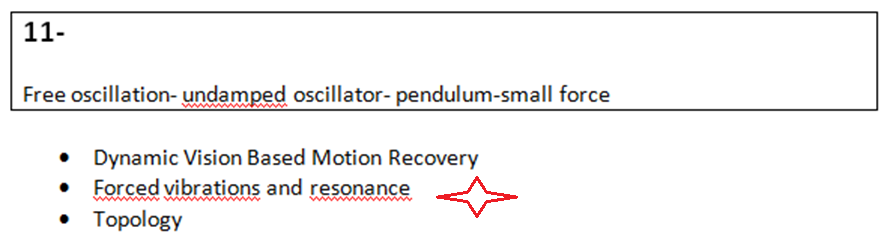 11-
Free oscillation- undamped oscillator- pendulum-small force
• Dynamic Vision Based Motion Recovery
• Forced vibrations and resonance
• Topology